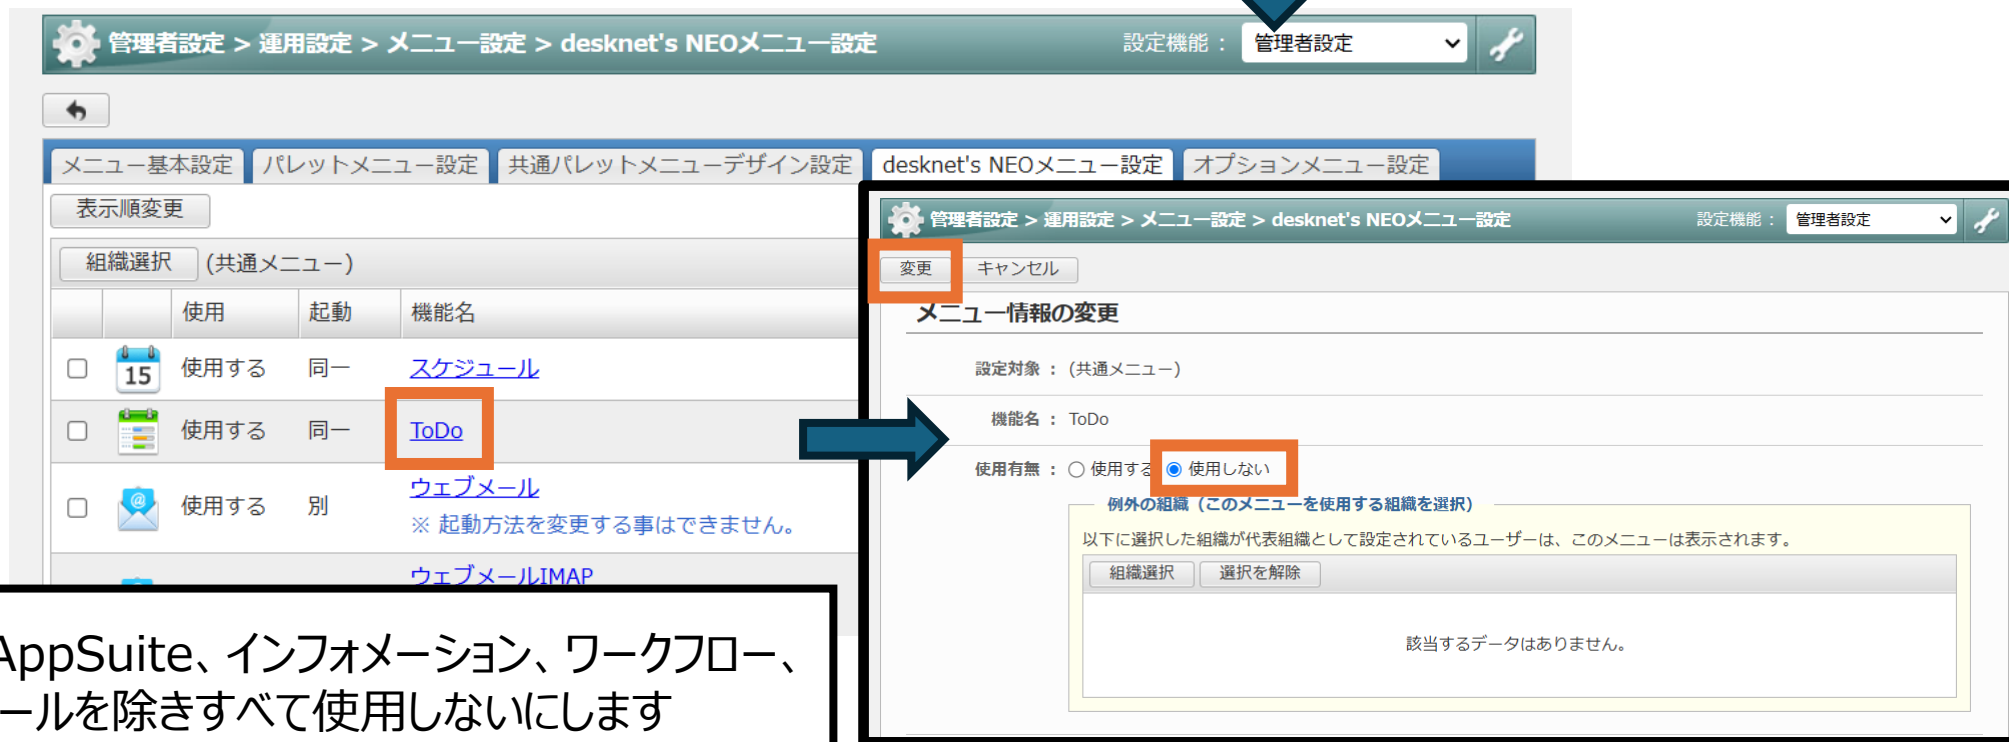 管理者設定 > 運用設定 > メニュー設定 > desknet's NEOメニュー設定
設定機能： 管理者設定
メニュー基本設定 パレットメニュー設定 共通パレットメニューデザイン設定 desknet's NEOメニュー設定 オプションメニュー設定
表示順変更
組織選択 (共通メニュー)
使用 起動 機能名
15 使用する 同一 スケジュール
使用する 同一 ToDo
使用する 別 ウェブメール
※ 起動方法を変更する事はできません。
ウェブメールIMAP
AppSuite、インフォメーション、ワークフロー、
ールを除きすべて使用しないにします
管理者設定 > 運用設定 > メニュー設定 > desknet's NEOメニュー設定
設定機能： 管理者設定
変更 キャンセル
メニュー情報の変更
設定対象 ： (共通メニュー)
機能名 ： ToDo
使用有無 ： 使用する 使用しない
例外の組織（このメニューを使用する組織を選択）
以下に選択した組織が代表組織として設定されているユーザーは、このメニューは表示されます。
組織選択 選択を解除
該当するデータはありません。